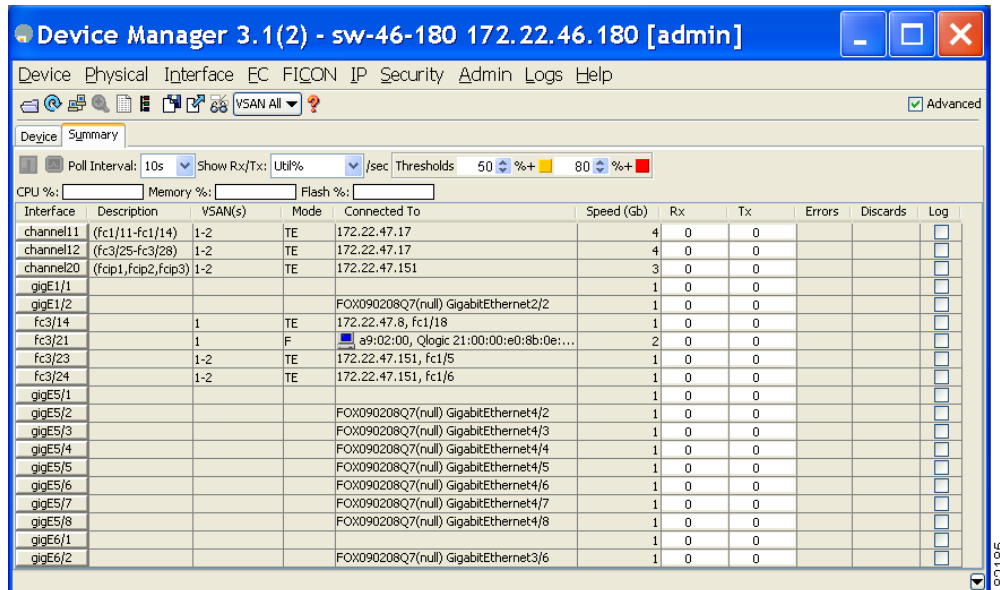 Device Manager 3.1(2) - sw-46-180 172.22.46.180 [admin]
Device Physical Interface FC FICON IP Security Admin Logs Help
VSAN All ? Advanced
Device Summary
Poll Interval: 10s Show Rx/Tx: Util% /sec Thresholds 50 %+ 80 %+
CPU %: Memory %: Flash %:
Interface Description VSAN(s) Mode Connected To Speed (Gb) Rx Tx Errors Discards Log
channel11 (fc1/11-fc1/14) 1-2 TE 172.22.47.17 4 0 0
channel12 (fc3/25-fc3/28) 1-2 TE 172.22.47.17 4 0 0
channel20 (fcip1,fcip2,fcip3) 1-2 TE 172.22.47.151 3 0 0
gigE1/1 1 0 0
gigE1/2 FOX090208Q7(null) GigabitEthernet2/2 1 0 0
fc3/14 1 TE 172.22.47.8, fc1/18 1 0 0
fc3/21 1 F a9:02:00, Qlogic 21:00:00:e0:8b:0e:... 2 0 0
fc3/23 1-2 TE 172.22.47.151, fc1/5 1 0 0
fc3/24 1-2 TE 172.22.47.151, fc1/6 1 0 0
gigE5/1 1 0 0
gigE5/2 FOX090208Q7(null) GigabitEthernet4/2 1 0 0
gigE5/3 FOX090208Q7(null) GigabitEthernet4/3 1 0 0
gigE5/4 FOX090208Q7(null) GigabitEthernet4/4 1 0 0
gigE5/5 FOX090208Q7(null) GigabitEthernet4/5 1 0 0
gigE5/6 FOX090208Q7(null) GigabitEthernet4/6 1 0 0
gigE5/7 FOX090208Q7(null) GigabitEthernet4/7 1 0 0
gigE5/8 FOX090208Q7(null) GigabitEthernet4/8 1 0 0
gigE6/1 1 0 0
gigE6/2 FOX090208Q7(null) GigabitEthernet3/6 1 0 0